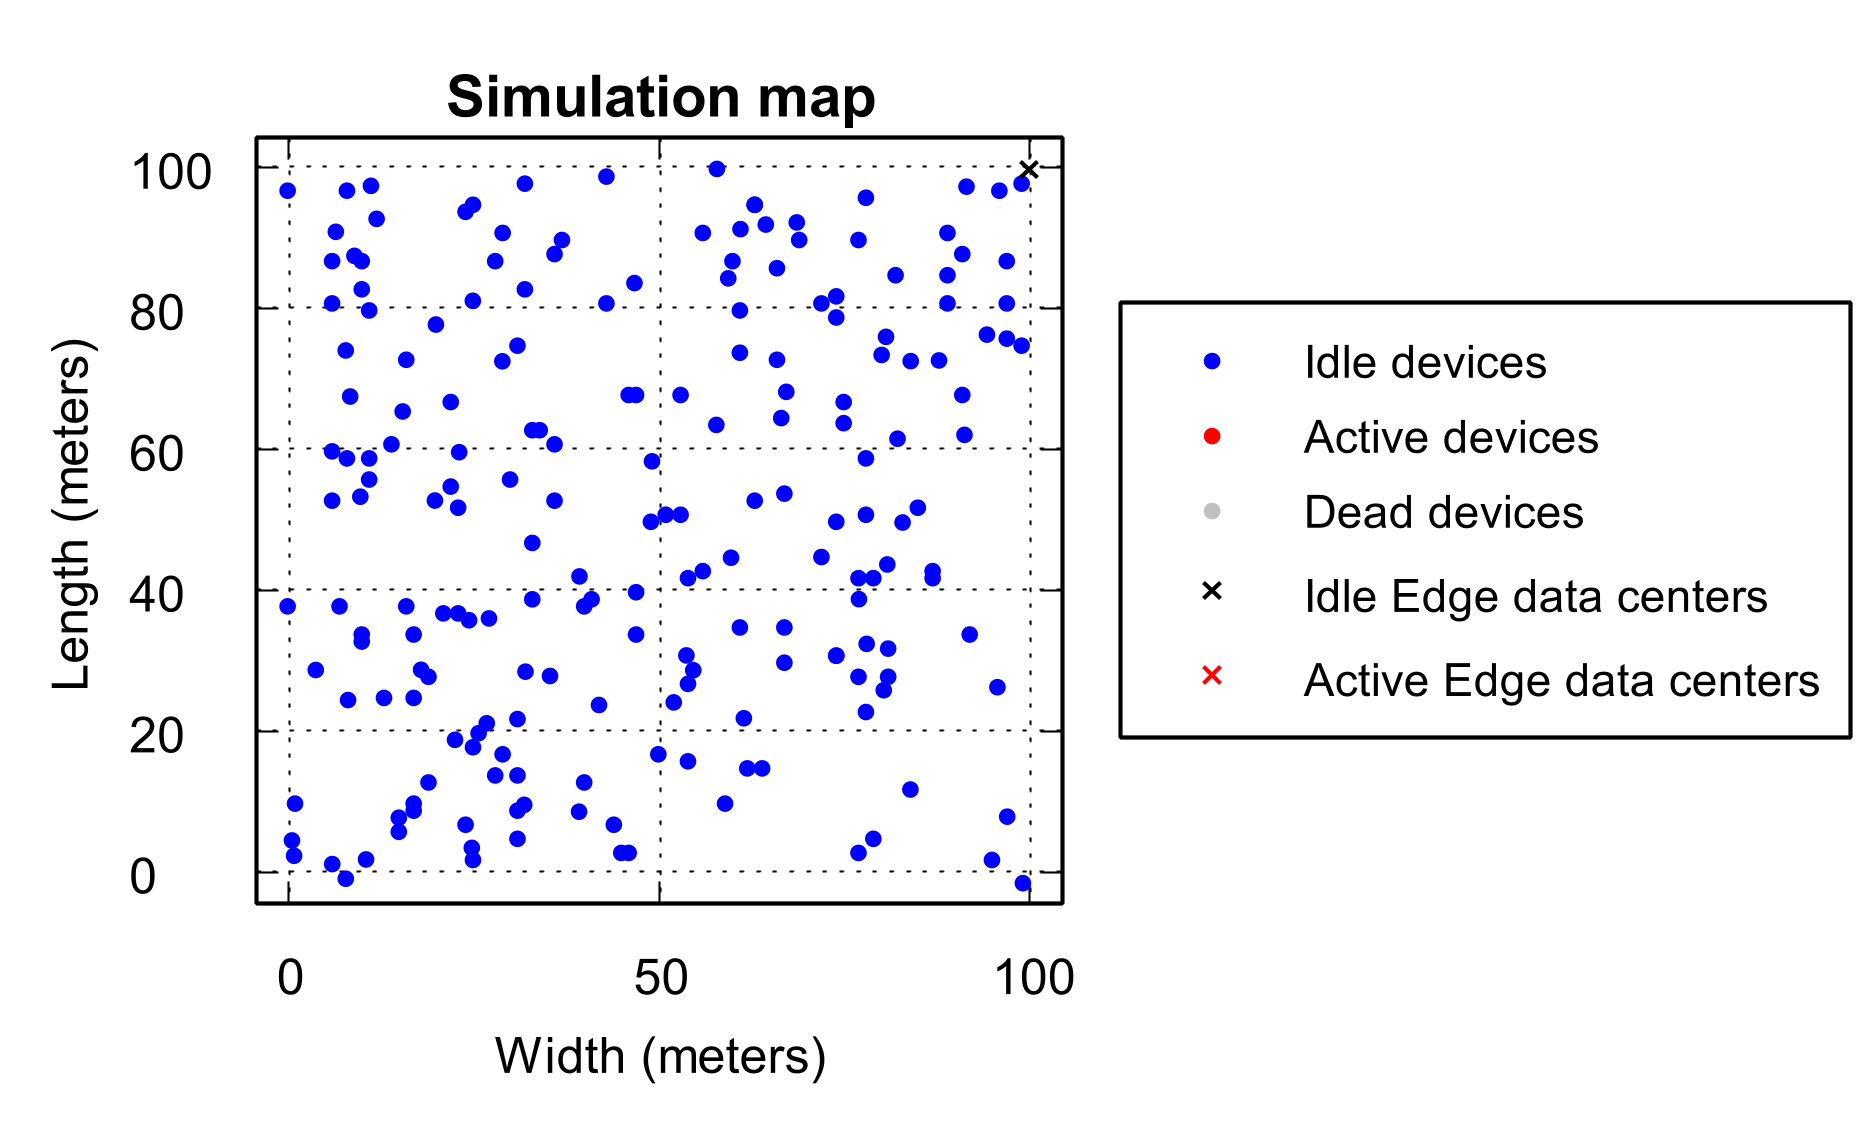 Simulation map
100
80
60
40
20
0
Length (meters)
0 50 100
Width (meters)
Idle devices
Active devices
Dead devices
Idle Edge data centers
Active Edge data centers